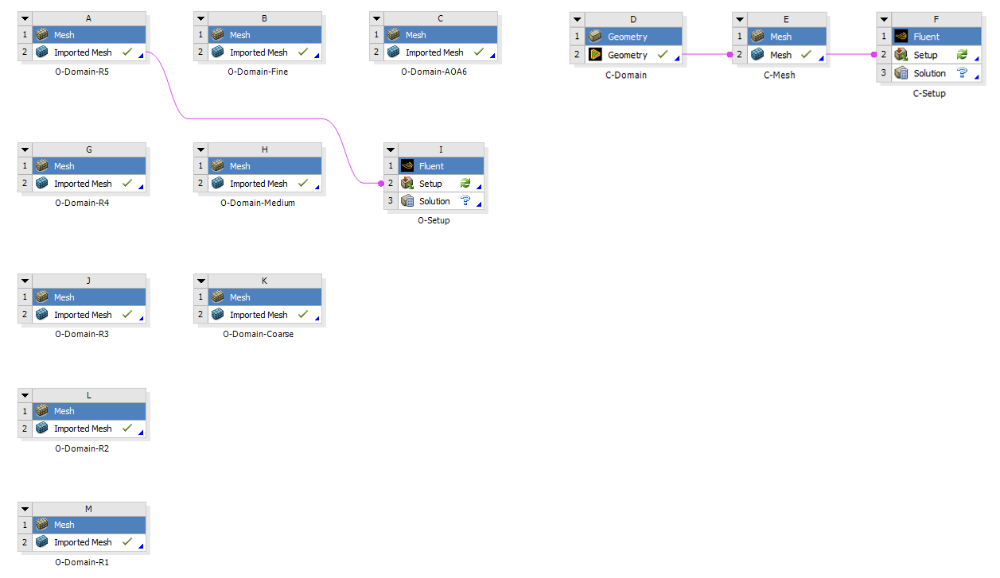 A
1 Mesh
2 Imported Mesh
O-Domain-R5
B
1 Mesh
2 Imported Mesh
O-Domain-Fine
C
1 Mesh
2 Imported Mesh
O-Domain-AOA6
D
1 Geometry
2 Geometry
C-Domain
E
1 Mesh
2 Mesh
C-Mesh
F
1 Fluent
2 Setup
3 Solution ?
C-Setup
G
1 Mesh
2 Imported Mesh
O-Domain-R4
H
1 Mesh
2 Imported Mesh
O-Domain-Medium
I
1 Fluent
2 Setup
3 Solution ?
O-Setup
J
1 Mesh
2 Imported Mesh
O-Domain-R3
K
1 Mesh
2 Imported Mesh
O-Domain-Coarse
L
1 Mesh
2 Imported Mesh
O-Domain-R2
M
1 Mesh
2 Imported Mesh
O-Domain-R1